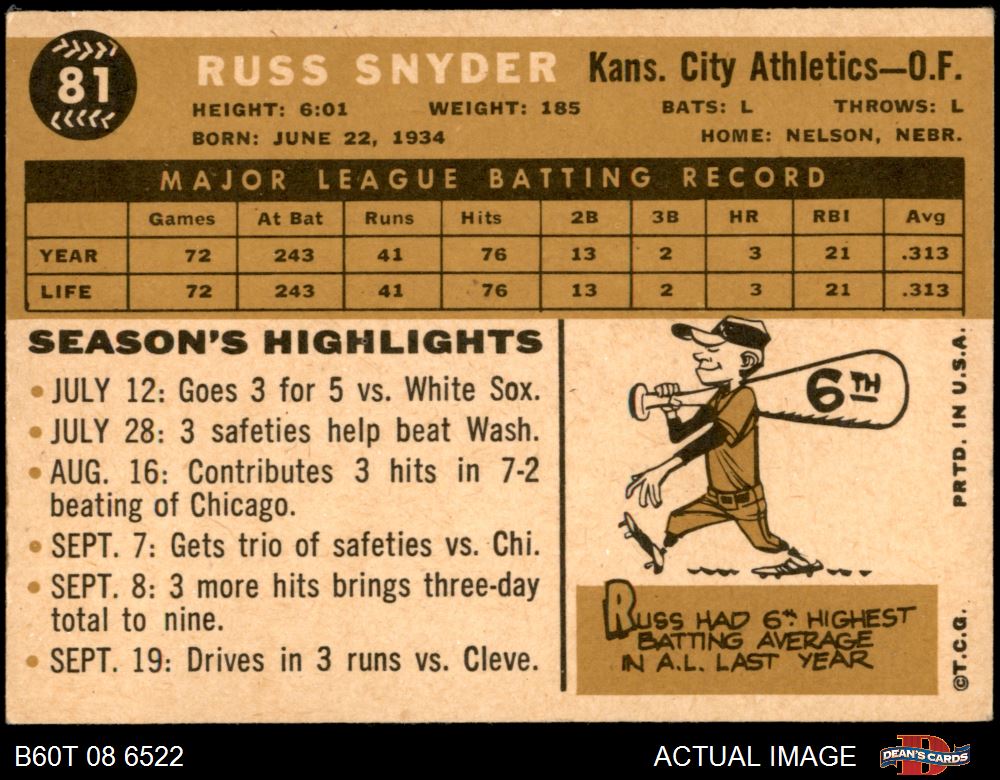 81
RUSS SNYDER Kans. City Athletics—O.F.
HEIGHT: 6:01 WEIGHT: 185 BATS: L THROWS: L
BORN: JUNE 22, 1934 HOME: NELSON, NEBR.
MAJOR LEAGUE BATTING RECORD
Games At Bat Runs Hits 2B 3B HR RBI Avg
YEAR 72 243 41 76 13 2 3 21 .313
LIFE 72 243 41 76 13 2 3 21 .313
SEASON'S HIGHLIGHTS
• JULY 12: Goes 3 for 5 vs. White Sox.
• JULY 28: 3 safeties help beat Wash.
• AUG. 16: Contributes 3 hits in 7-2
beating of Chicago.
• SEPT. 7: Gets trio of safeties vs. Chi.
• SEPT. 8: 3 more hits brings three-day
total to nine.
• SEPT. 19: Drives in 3 runs vs. Cleve.
6TH
RUSS HAD 6TH HIGHEST
BATTING AVERAGE
IN A.L. LAST YEAR
PRTD. IN U.S.A.
©T.C.G.
B60T 08 6522 ACTUAL IMAGE
DEAN'S CARDS